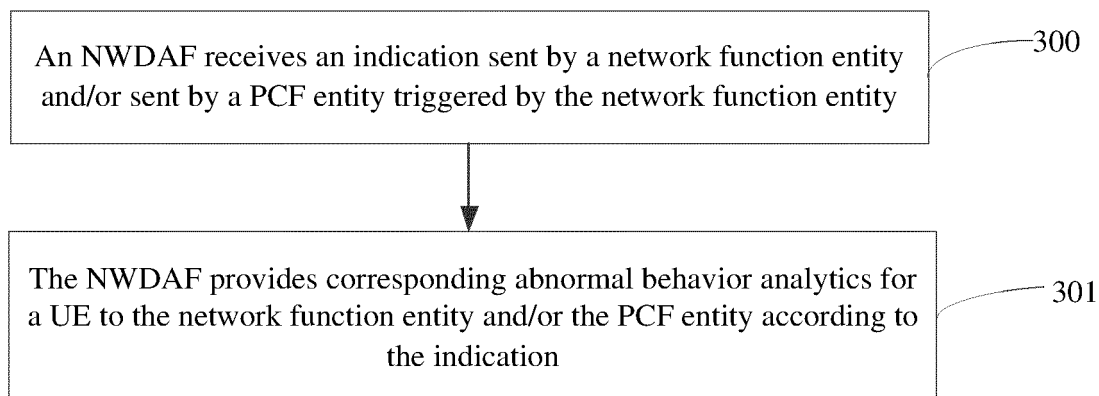 An NWDAF receives an indication sent by a network function entity
and/or sent by a PCF entity triggered by the network function entity
300
The NWDAF provides corresponding abnormal behavior analytics for
a UE to the network function entity and/or the PCF entity according to
the indication
301